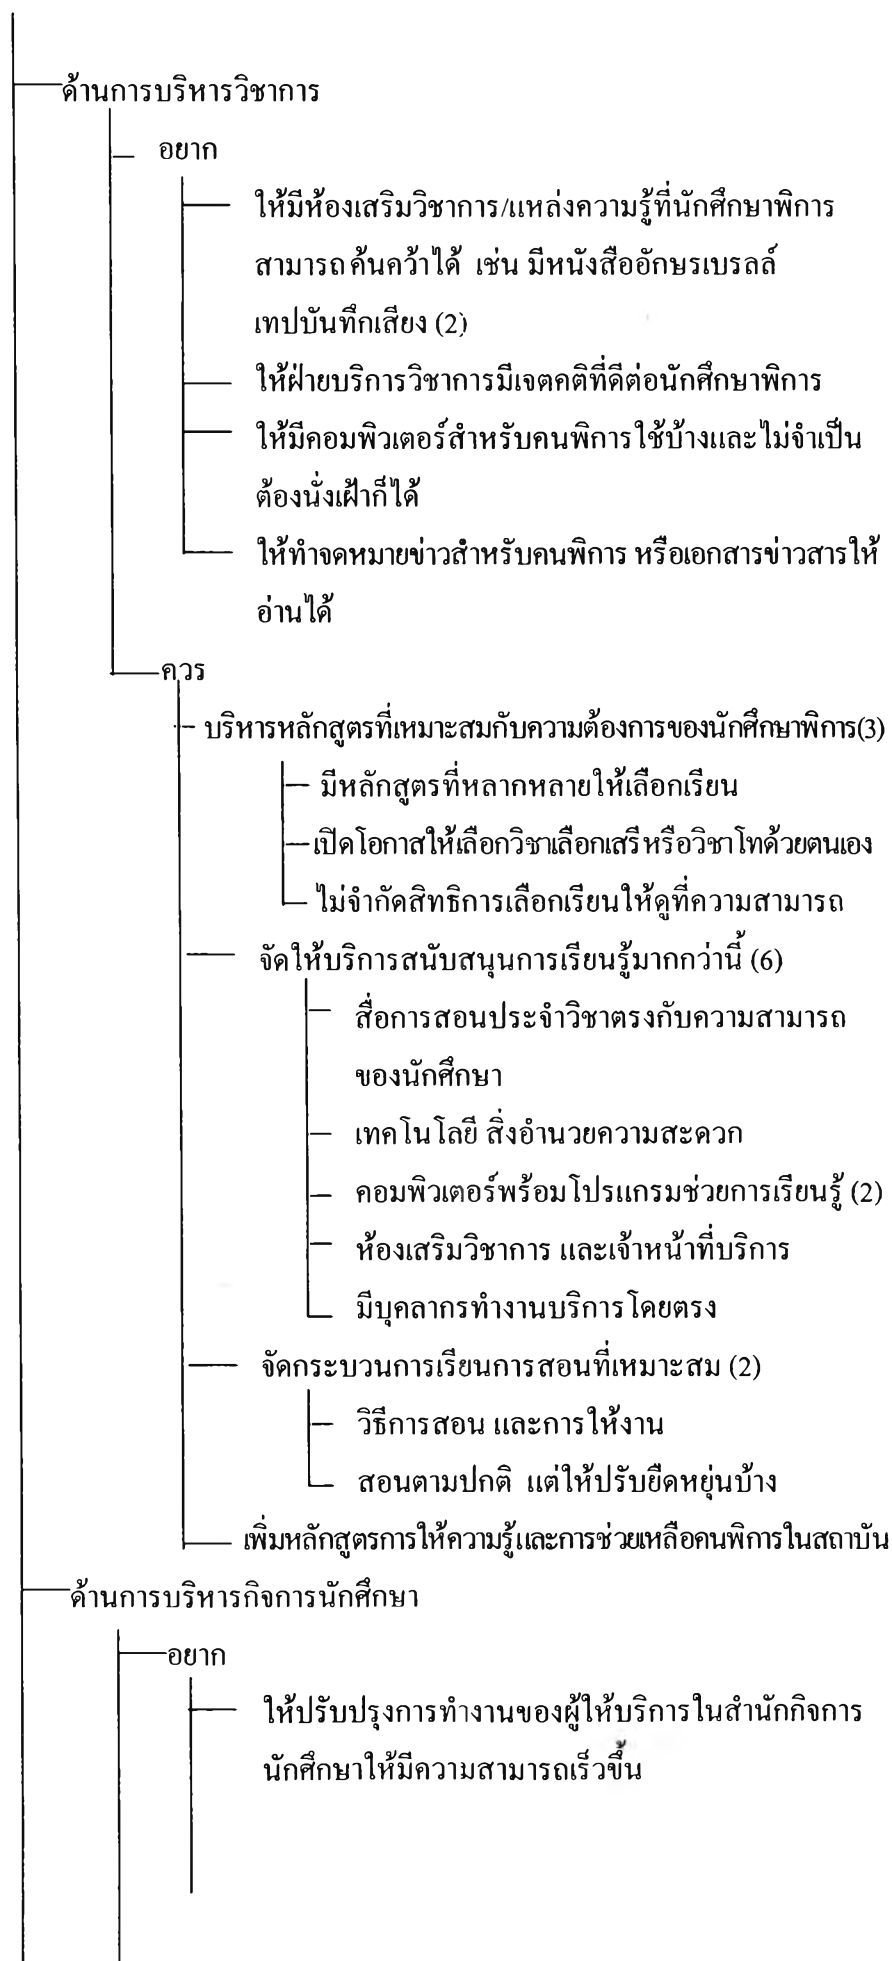 ด้านการบริหารวิชาการ
อยาก
ให้มีห้องเสริมวิชาการ/แหล่งความรู้ที่นักศึกษาพิการ
สามารถค้นคว้าได้ เช่น มีหนังสืออักษรเบรลล์
เทปบันทึกเสียง (2)
ให้ฝ่ายบริการวิชาการมีเจตคติที่ดีต่อนักศึกษาพิการ
ให้มีคอมพิวเตอร์สำหรับคนพิการใช้บ้างและไม่จำเป็น
ต้องนั่งเฝ้าก็ได้
ให้ทำจดหมายข่าวสำหรับคนพิการ หรือเอกสารข่าวสารให้
อ่านได้
ควร
บริหารหลักสูตรที่เหมาะสมกับความต้องการของนักศึกษาพิการ(3)
มีหลักสูตรที่หลากหลายให้เลือกเรียน
เปิดโอกาสให้เลือกวิชาเลือกเสรีหรือวิชาโทด้วยตนเอง
ไม่จำกัดสิทธิการเลือกเรียนให้ดูที่ความสามารถ
จัดให้บริการสนับสนุนการเรียนรู้มากกว่านี้ (6)
สื่อการสอนประจำวิชาตรงกับความสามารถ
ของนักศึกษา
เทคโนโลยี สิ่งอำนวยความสะดวก
คอมพิวเตอร์พร้อมโปรแกรมช่วยการเรียนรู้ (2)
ห้องเสริมวิชาการ และเจ้าหน้าที่บริการ
มีบุคลากรทำงานบริการโดยตรง
จัดกระบวนการเรียนการสอนที่เหมาะสม (2)
วิธีการสอน และการให้งาน
สอนตามปกติ แต่ให้ปรับยืดหยุ่นบ้าง
เพิ่มหลักสูตรการให้ความรู้และการช่วยเหลือคนพิการในสถาบัน
ด้านการบริหารกิจการนักศึกษา
อยาก
ให้ปรับปรุงการทำงานของผู้ให้บริการในสำนักกิจการ
นักศึกษาให้มีความสามารถเร็วขึ้น